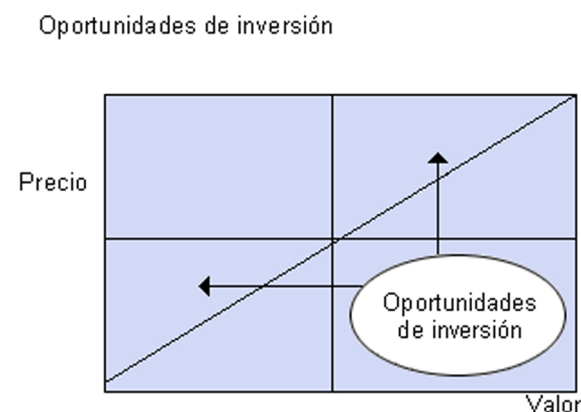 Oportunidades de inversión
Precio
Oportunidades
de inversión
Valor